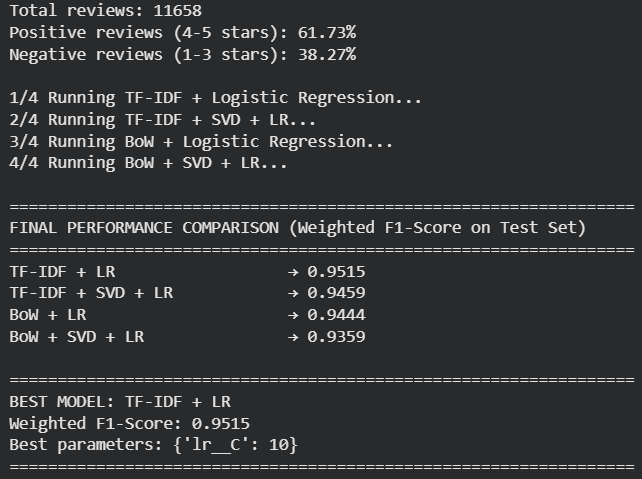 Total reviews: 11658
Positive reviews (4-5 stars): 61.73%
Negative reviews (1-3 stars): 38.27%
1/4 Running TF-IDF + Logistic Regression...
2/4 Running TF-IDF + SVD + LR...
3/4 Running BoW + Logistic Regression...
4/4 Running BoW + SVD + LR...
=================================================================
FINAL PERFORMANCE COMPARISON (Weighted F1-Score on Test Set)
=================================================================
TF-IDF + LR → 0.9515
TF-IDF + SVD + LR → 0.9459
BoW + LR → 0.9444
BoW + SVD + LR → 0.9359
=================================================================
BEST MODEL: TF-IDF + LR
Weighted F1-Score: 0.9515
Best parameters: {'lr__C': 10}
=================================================================